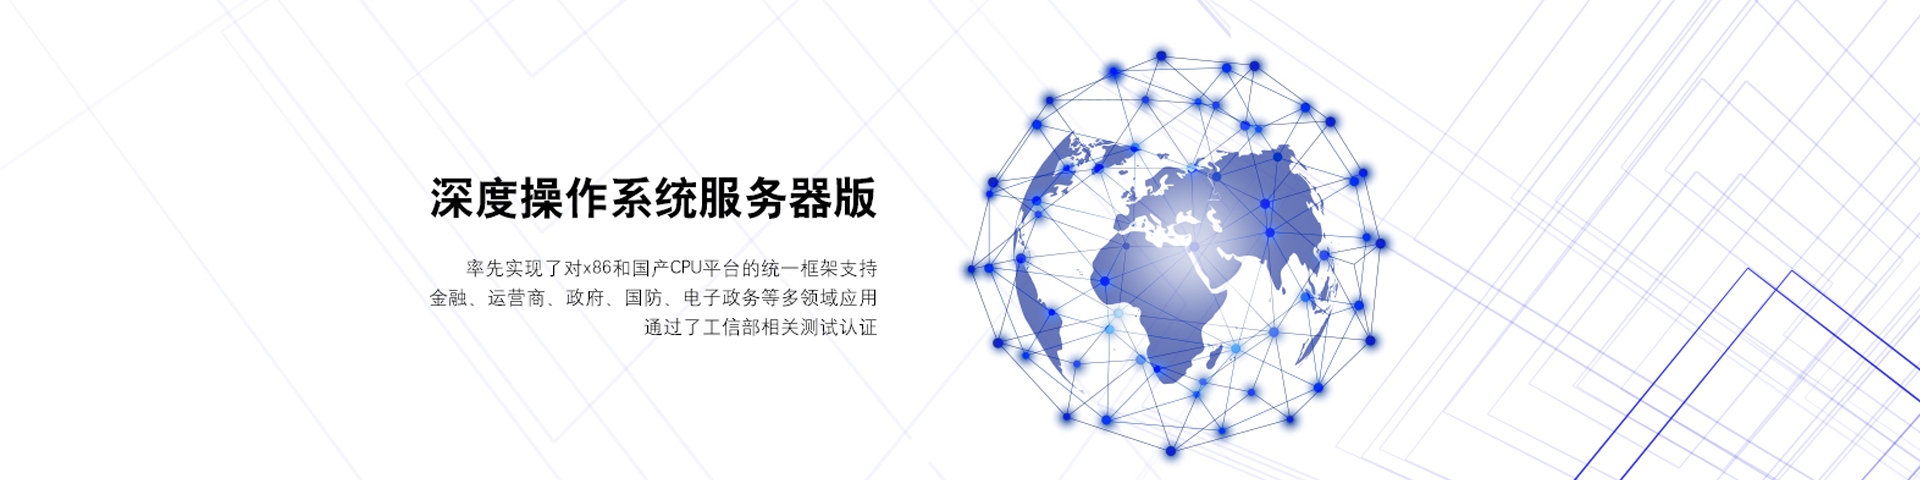 深度操作系统服务器版
率先实现了对x86和国产CPU平台的统一框架支持
金融、运营商、政府、国防、电子政务等多领域应用
通过了工信部相关测试认证